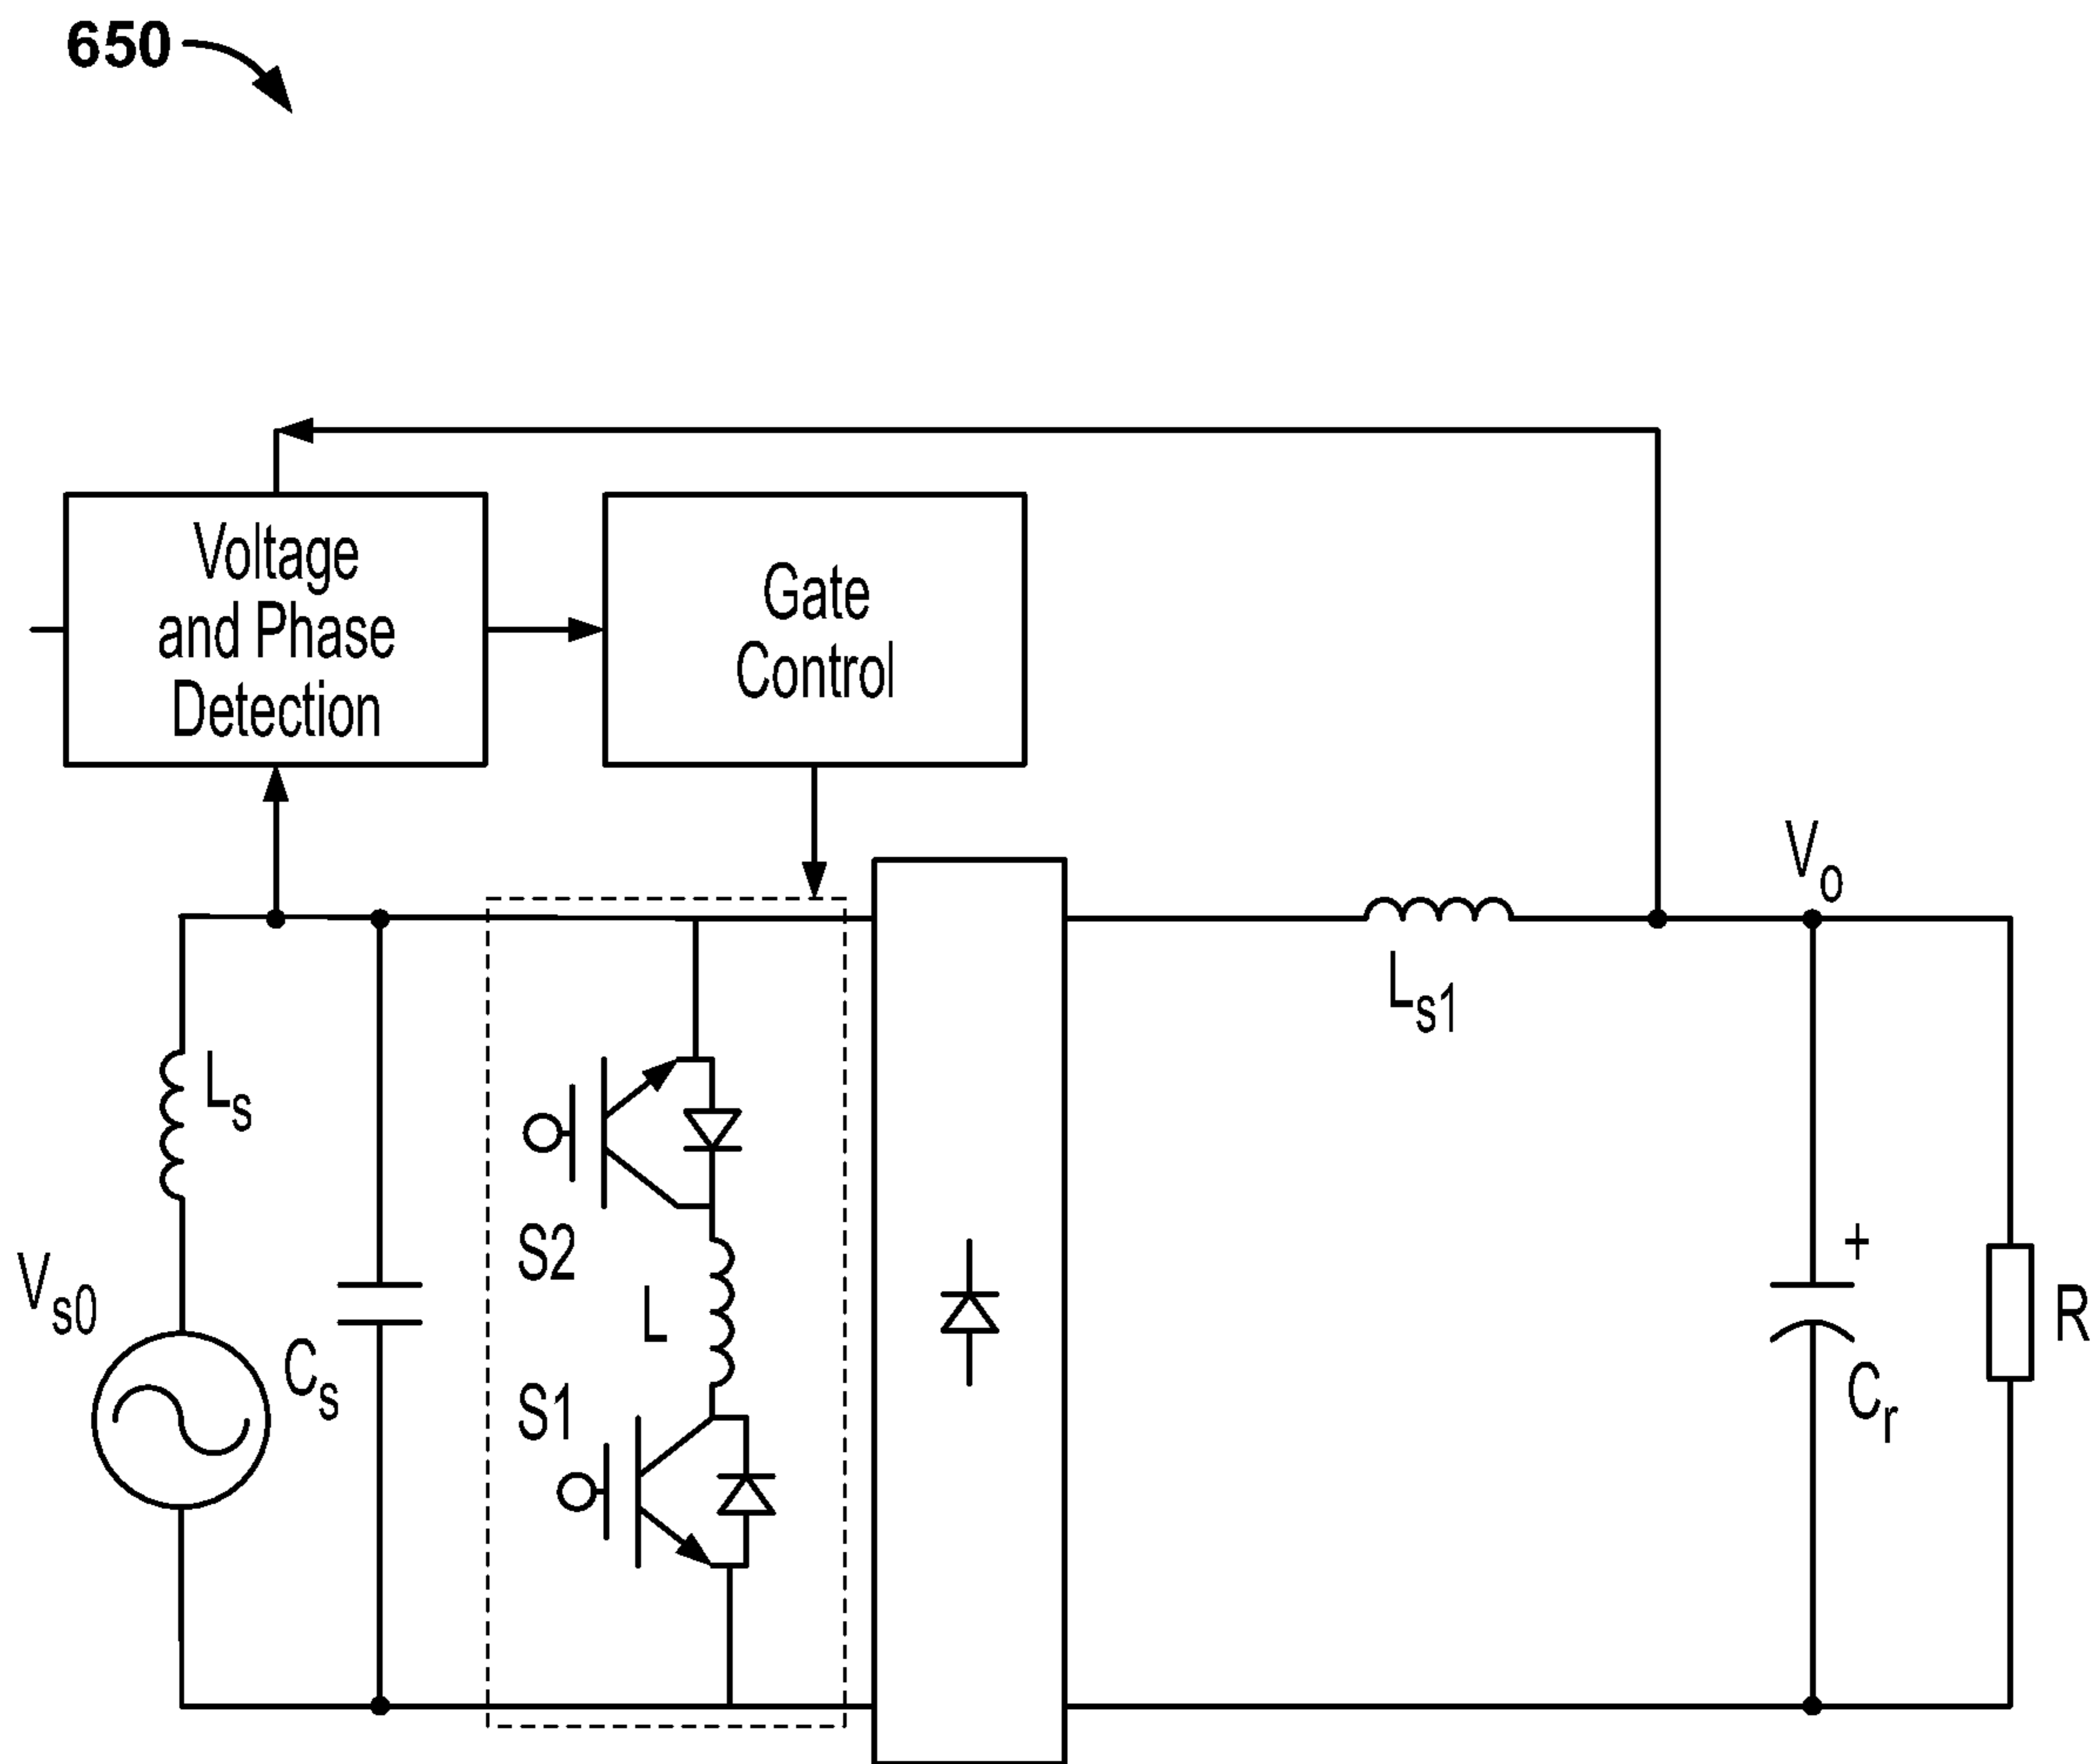 650
Voltage
and Phase
Detection
Gate
Control
Vo
Ls1
Ls
S2
Vs0
L
Cs
S1
+
R
Cr